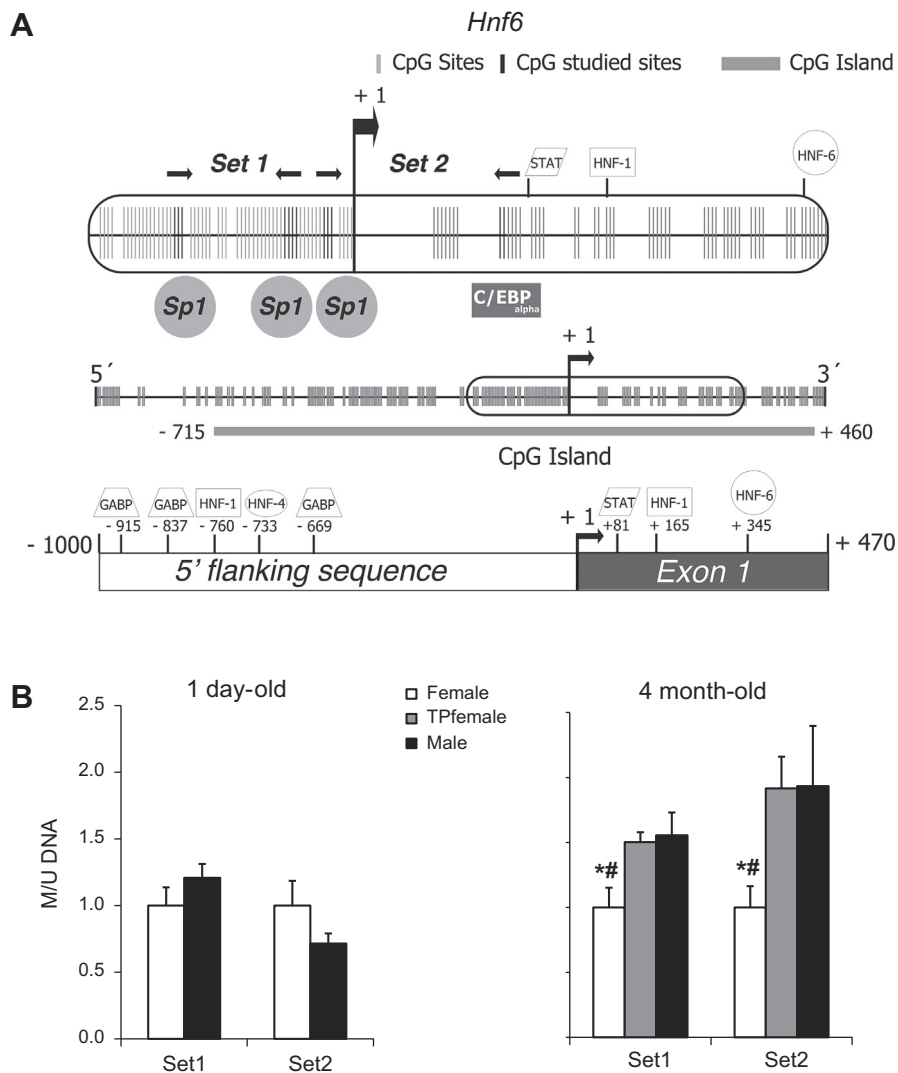 A
Hnf6
CpG Sites CpG studied sites CpG Island
+ 1
Set 1 Set 2 STAT HNF-1 HNF-6
Sp1 Sp1 Sp1 C/EBP alpha
+ 1
5´ 3´
- 715 + 460
CpG Island
GABP GABP HNF-1 HNF-4 GABP STAT HNF-1 HNF-6
- 915 - 837 - 760 - 733 - 669 +81 + 165 + 345
+ 1
- 1000 + 470
5' flanking sequence Exon 1
B
1 day-old
Female
TPfemale
Male
4 month-old
M/U DNA
2.5
2.0
1.5
1.0
0.5
0.0
*# *#
Set1 Set2 Set1 Set2